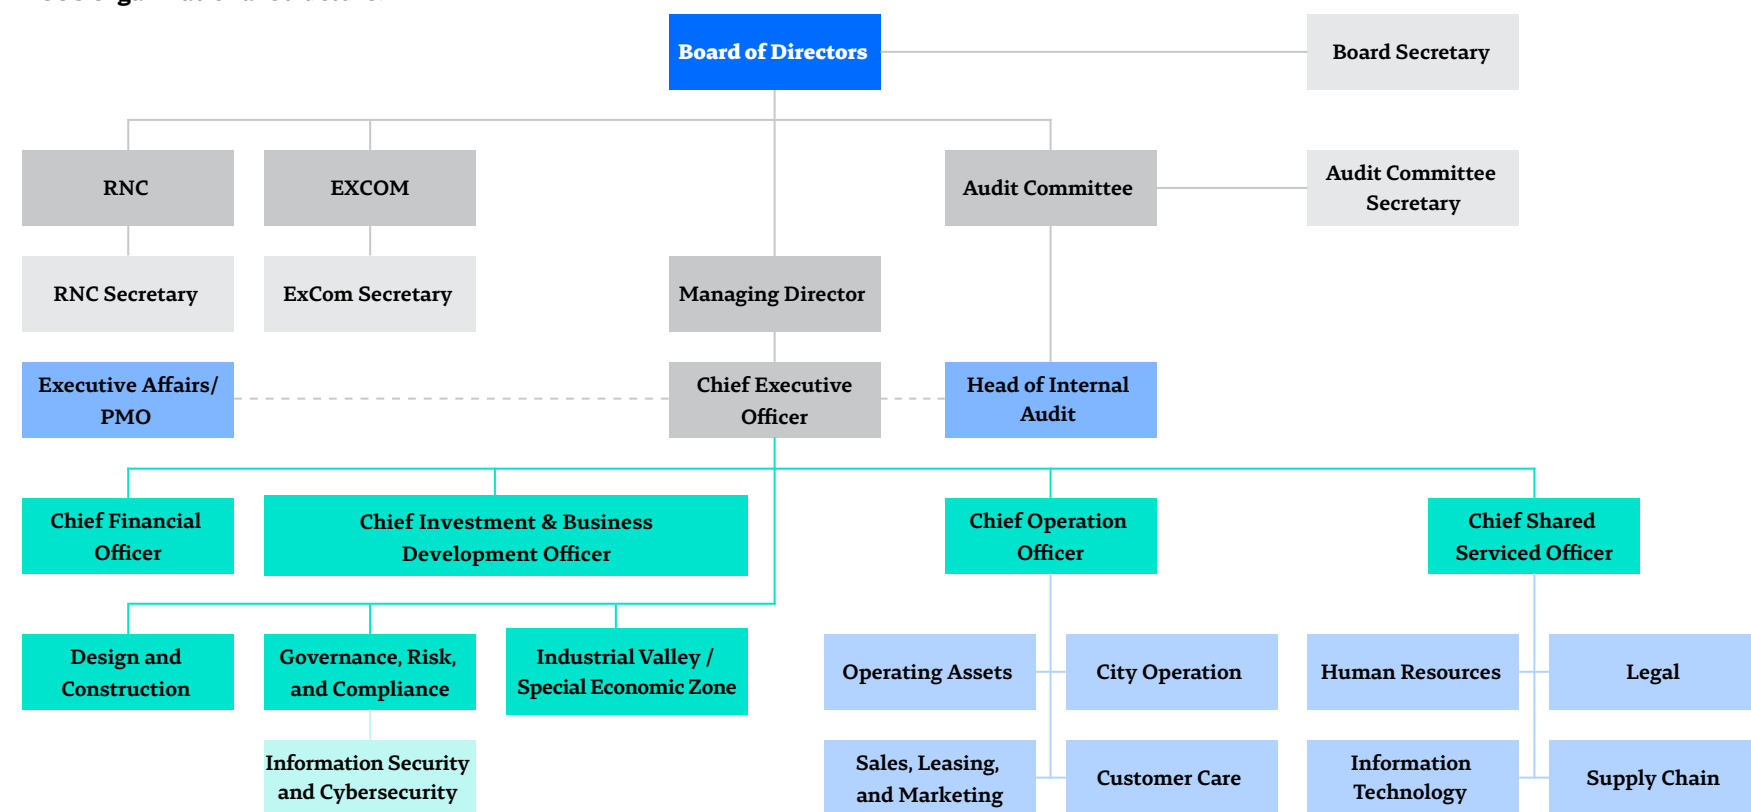 Board of Directors
Board Secretary
RNC
EXCOM
Audit Committee
Audit Committee
Secretary
RNC Secretary
ExCom Secretary
Managing Director
Executive Affairs/
PMO
Chief Executive
Officer
Head of Internal
Audit
Chief Financial
Officer
Chief Investment & Business
Development Officer
Chief Operation
Officer
Chief Shared
Serviced Officer
Design and
Construction
Governance, Risk,
and Compliance
Industrial Valley /
Special Economic Zone
Operating Assets
City Operation
Human Resources
Legal
Information Security
and Cybersecurity
Sales, Leasing,
and Marketing
Customer Care
Information
Technology
Supply Chain